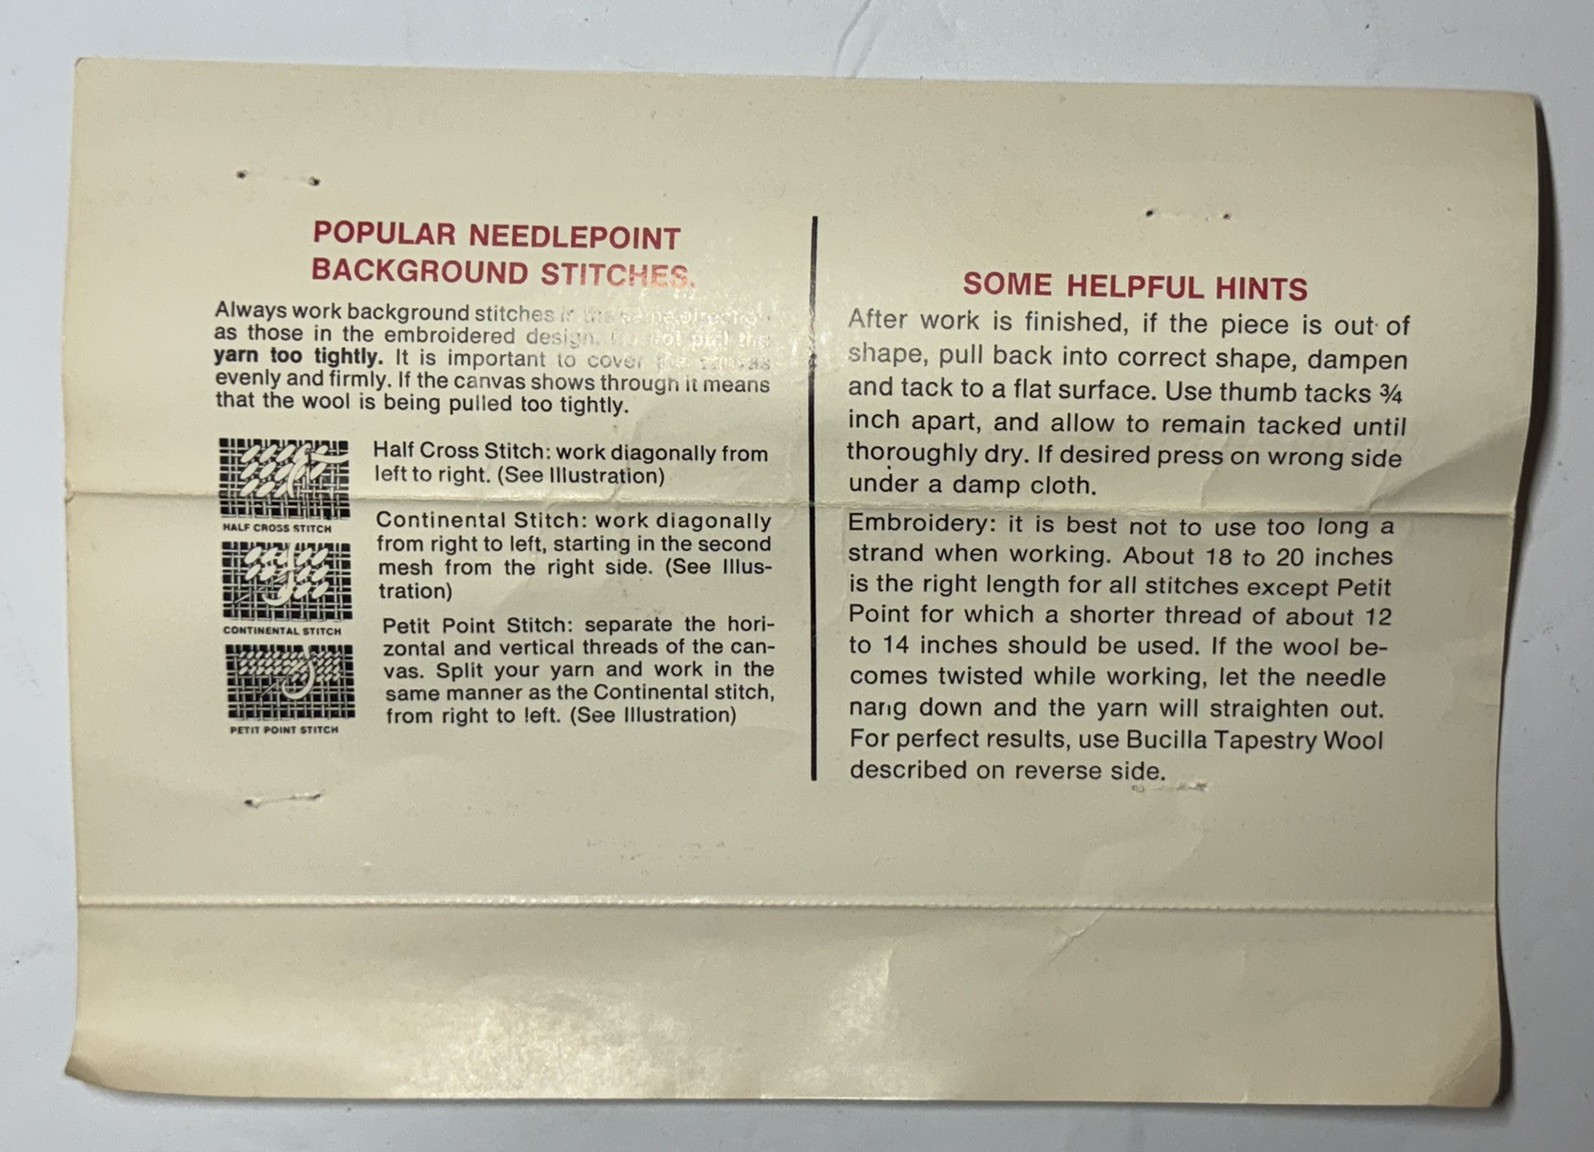 POPULAR NEEDLEPOINT
BACKGROUND STITCHES.
Always work background stitches in the same direction
as those in the embroidered design. Do not pull the
yarn too tightly. It is important to cover the canvas
evenly and firmly. If the canvas shows through it means
that the wool is being pulled too tightly.
Half Cross Stitch: work diagonally from
left to right. (See Illustration)
HALF CROSS STITCH
Continental Stitch: work diagonally
from right to left, starting in the second
mesh from the right side. (See Illus-
tration)
CONTINENTAL STITCH
Petit Point Stitch: separate the hori-
zontal and vertical threads of the can-
vas. Split your yarn and work in the
same manner as the Continental stitch,
from right to left. (See Illustration)
PETIT POINT STITCH
SOME HELPFUL HINTS
After work is finished, if the piece is out of
shape, pull back into correct shape, dampen
and tack to a flat surface. Use thumb tacks ¾
inch apart, and allow to remain tacked until
thoroughly dry. If desired press on wrong side
under a damp cloth.
Embroidery: it is best not to use too long a
strand when working. About 18 to 20 inches
is the right length for all stitches except Petit
Point for which a shorter thread of about 12
to 14 inches should be used. If the wool be-
comes twisted while working, let the needle
hang down and the yarn will straighten out.
For perfect results, use Bucilla Tapestry Wool
described on reverse side.